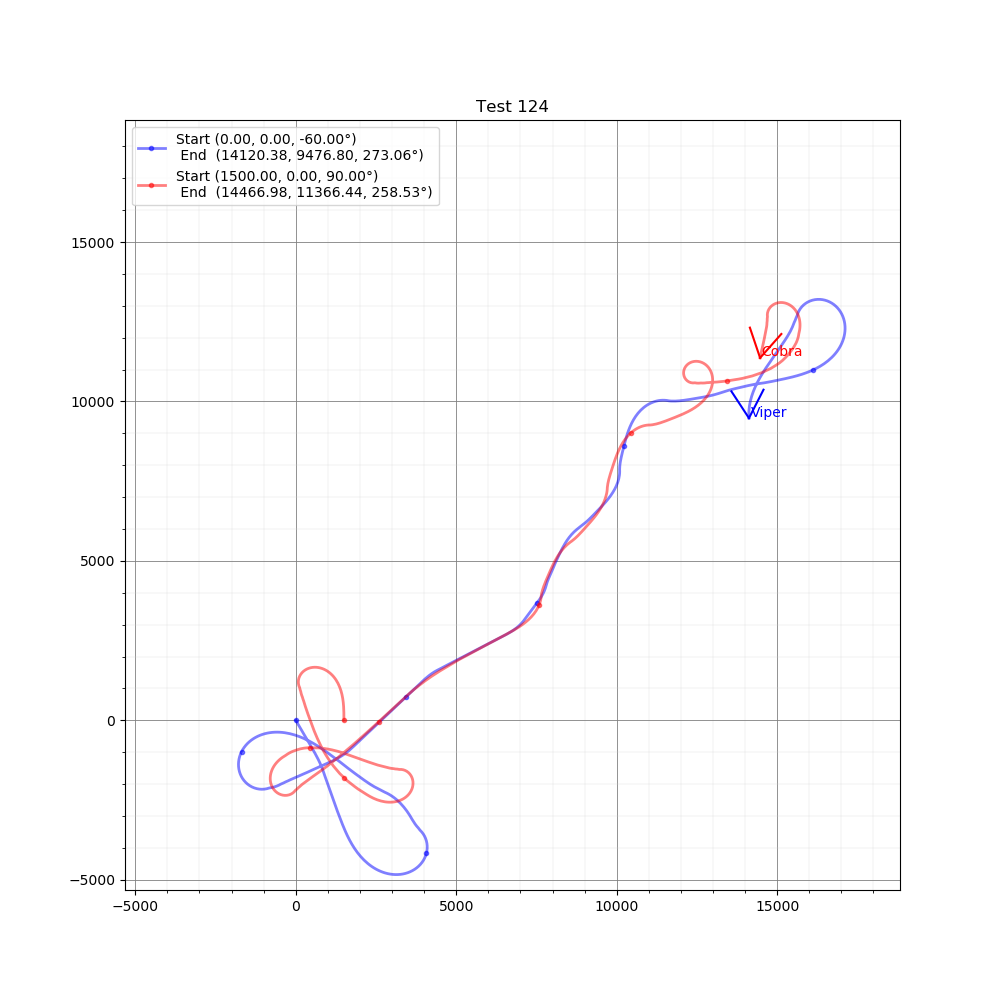 Test 124
Start (0.00, 0.00, -60.00°)
End  (14120.38, 9476.80, 273.06°)
Start (1500.00, 0.00, 90.00°)
End  (14466.98, 11366.44, 258.53°)
15000
10000
5000
0
−5000
Cobra
Viper
−5000
0
5000
10000
15000